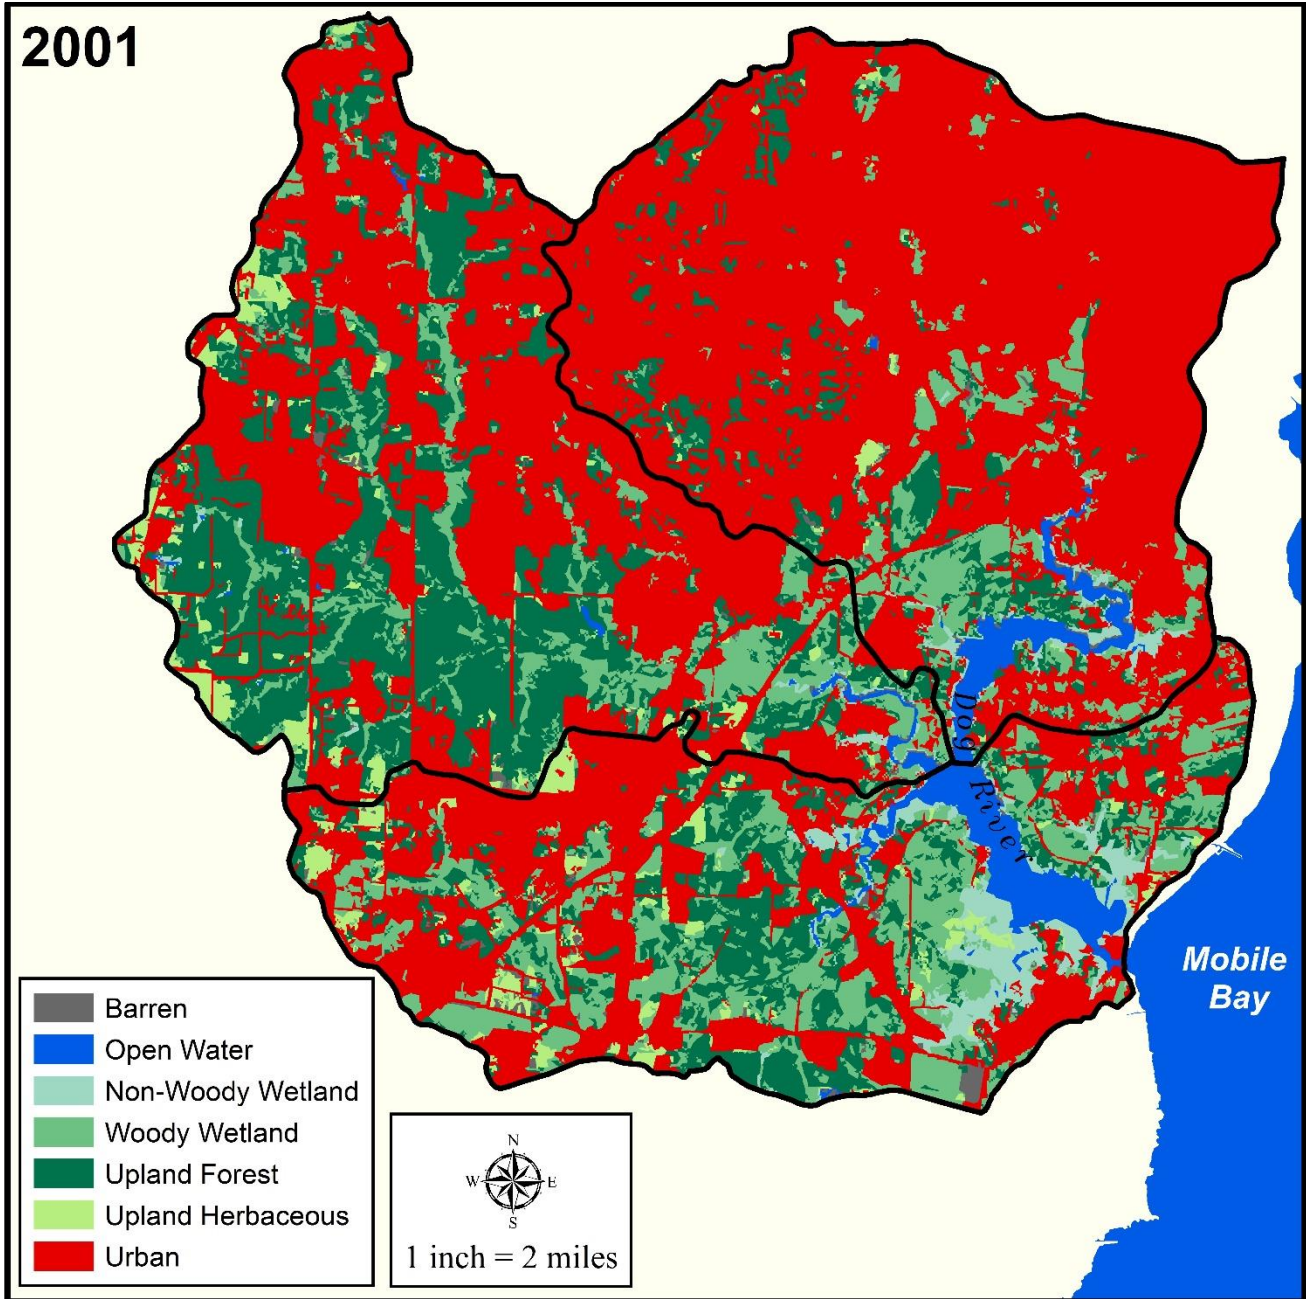 2001
Dog
River
Mobile
Bay
Barren
Open Water
Non-Woody Wetland
Woody Wetland
Upland Forest
Upland Herbaceous
Urban
N
W E
S
1 inch = 2 miles